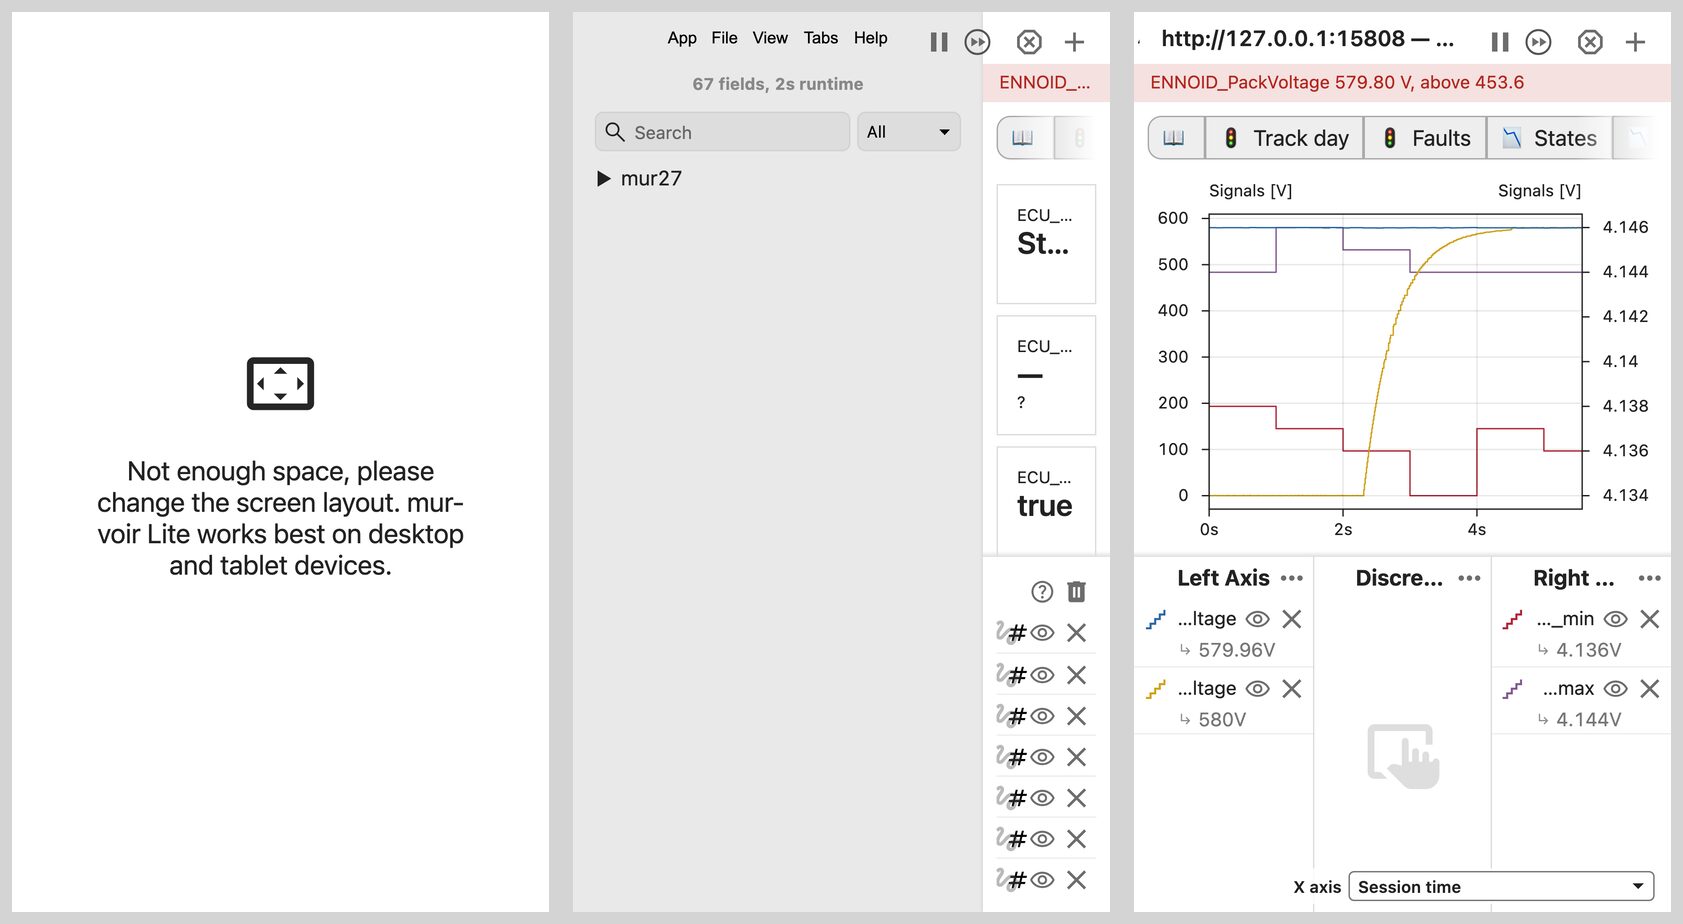 Not enough space, please
change the screen layout. mur-
voir Lite works best on desktop
and tablet devices.
App File View Tabs Help
67 fields, 2s runtime
Search
All
mur27
ENNOID_...
ECU_...
St...
ECU_...
—
?
ECU_...
true
#
#
#
#
#
#
#
http://127.0.0.1:15808 — ...
ENNOID_PackVoltage 579.80 V, above 453.6
Track day
Faults
States
Signals [V]
Signals [V]
600
500
400
300
200
100
0
4.146
4.144
4.142
4.14
4.138
4.136
4.134
0s
2s
4s
Left Axis
...ltage
579.96V
...ltage
580V
Discre...
Right ...
..._min
4.136V
...max
4.144V
X axis
Session time